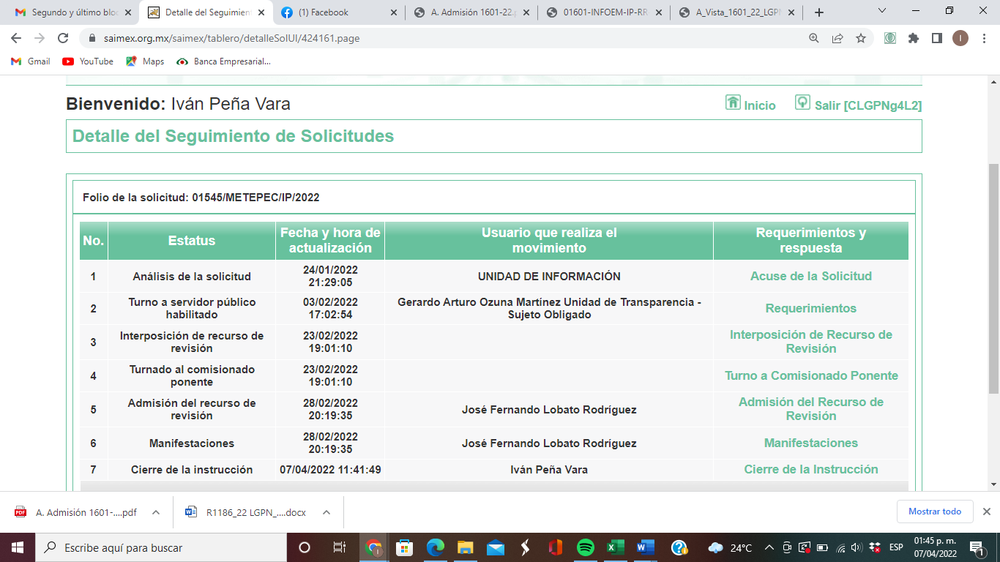 Segundo y último bloc
Detalle del Seguimient
(1) Facebook
A. Admisión 1601-22.p
01601-INFOEM-IP-RR
A_Vista_1601_22_LGPN
saimex.org.mx/saimex/tablero/detalleSolUI/424161.page
I
Gmail
YouTube
Maps
Banca Empresarial...
Bienvenido: Iván Peña Vara
Inicio
Salir [CLGPNg4L2]
Detalle del Seguimiento de Solicitudes
Folio de la solicitud: 01545/METEPEC/IP/2022
No.
Estatus
Fecha y hora de
actualización
Usuario que realiza el
movimiento
Requerimientos y
respuesta
1
Análisis de la solicitud
24/01/2022
21:29:05
UNIDAD DE INFORMACIÓN
Acuse de la Solicitud
2
Turno a servidor público
habilitado
03/02/2022
17:02:54
Gerardo Arturo Ozuna Martínez Unidad de Transparencia -
Sujeto Obligado
Requerimientos
3
Interposición de recurso de
revisión
23/02/2022
19:01:10
Interposición de Recurso de
Revisión
4
Turnado al comisionado
ponente
23/02/2022
19:01:10
Turno a Comisionado Ponente
5
Admisión del recurso de
revisión
28/02/2022
20:19:35
José Fernando Lobato Rodríguez
Admisión del Recurso de
Revisión
6
Manifestaciones
28/02/2022
20:19:35
José Fernando Lobato Rodríguez
Manifestaciones
7
Cierre de la instrucción
07/04/2022 11:41:49
Iván Peña Vara
Cierre de la Instrucción
PDF
A. Admisión 1601-....pdf
R1186_22 LGPN_....docx
Mostrar todo
Escribe aquí para buscar
24°C
ESP
01:45 p. m.
07/04/2022
1